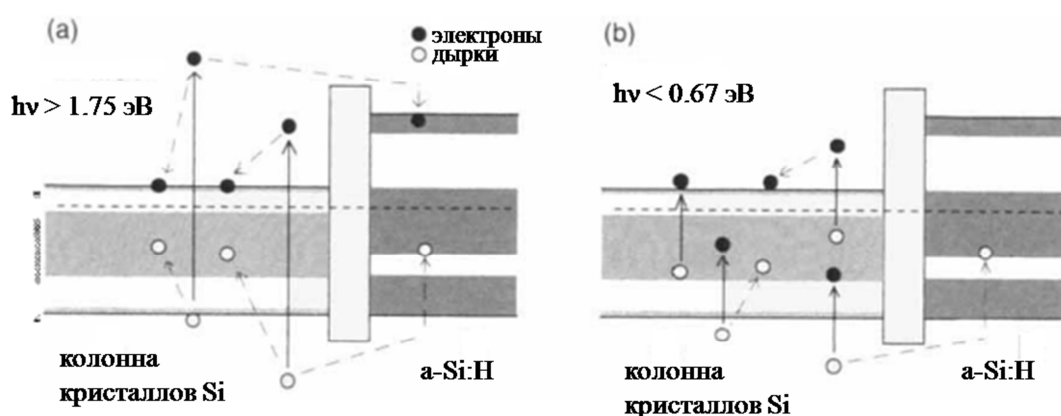 (a)
● электроны
○ дырки
(b)
hν > 1.75 эВ
hν < 0.67 эВ
колонна
кристаллов Si
a-Si:H
колонна
кристаллов Si
a-Si:H